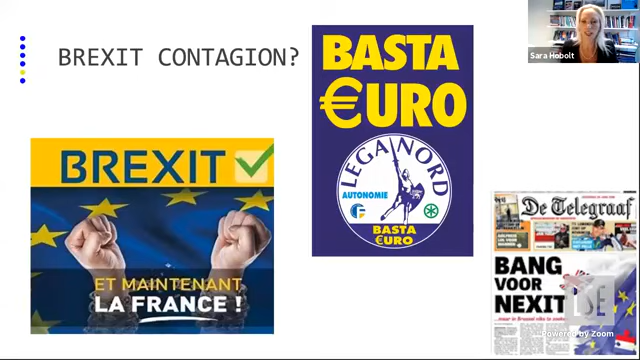 BREXIT CONTAGION?
BREXIT
ET MAINTENANT
LA FRANCE !
BASTA
€URO
LEGA NORD
AUTONOMIE
BASTA
€URO
Sara Hobolt
De Telegraaf
BANG
VOOR
NEXIT
LSE
Powered by Zoom